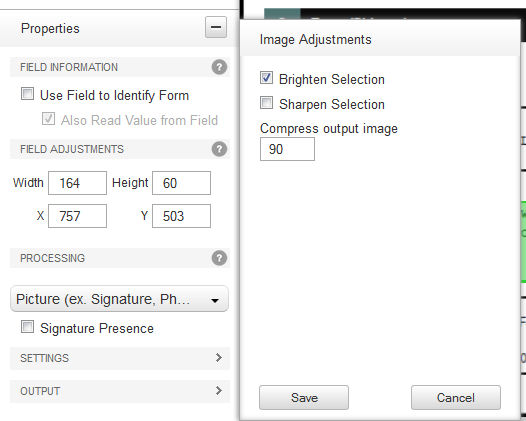 Properties
FIELD INFORMATION ?
Use Field to Identify Form
Also Read Value from Field
FIELD ADJUSTMENTS ?
Width 164 Height 60
X 757 Y 503
PROCESSING ?
Picture (ex. Signature, Ph...
Signature Presence
SETTINGS
OUTPUT
Image Adjustments
Brighten Selection
Sharpen Selection
Compress output image
90
Save Cancel